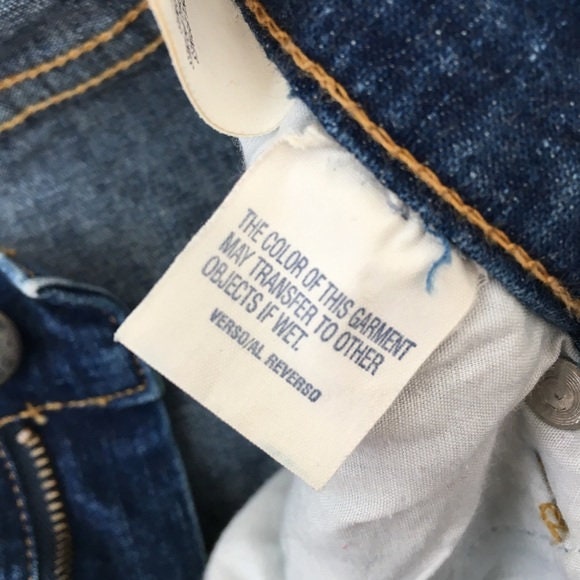 THE COLOR OF THIS GARMENT
MAY TRANSFER TO OTHER
OBJECTS IF WET.
VERSO/AL REVERSO